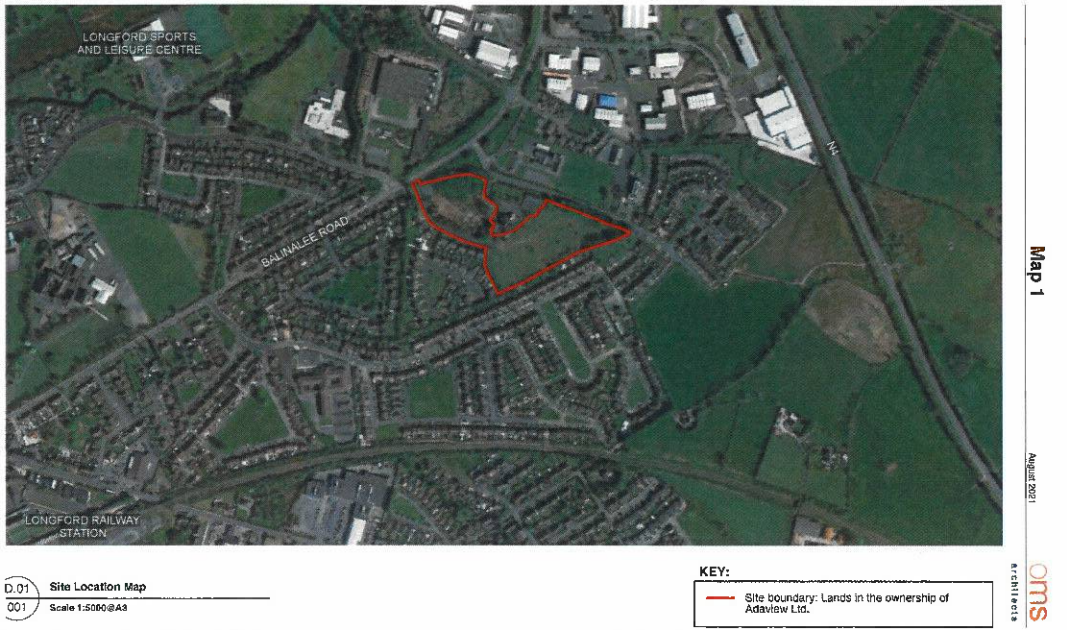 LONGFORD SPORTS
AND LEISURE CENTRE
N4
BALINALEE ROAD
LONGFORD RAILWAY
STATION
Map 1
August 2021
oms
architects
D.01
001
Site Location Map
Scale 1:5000@A3
KEY:
Site boundary: Lands in the ownership of
Adaview Ltd.